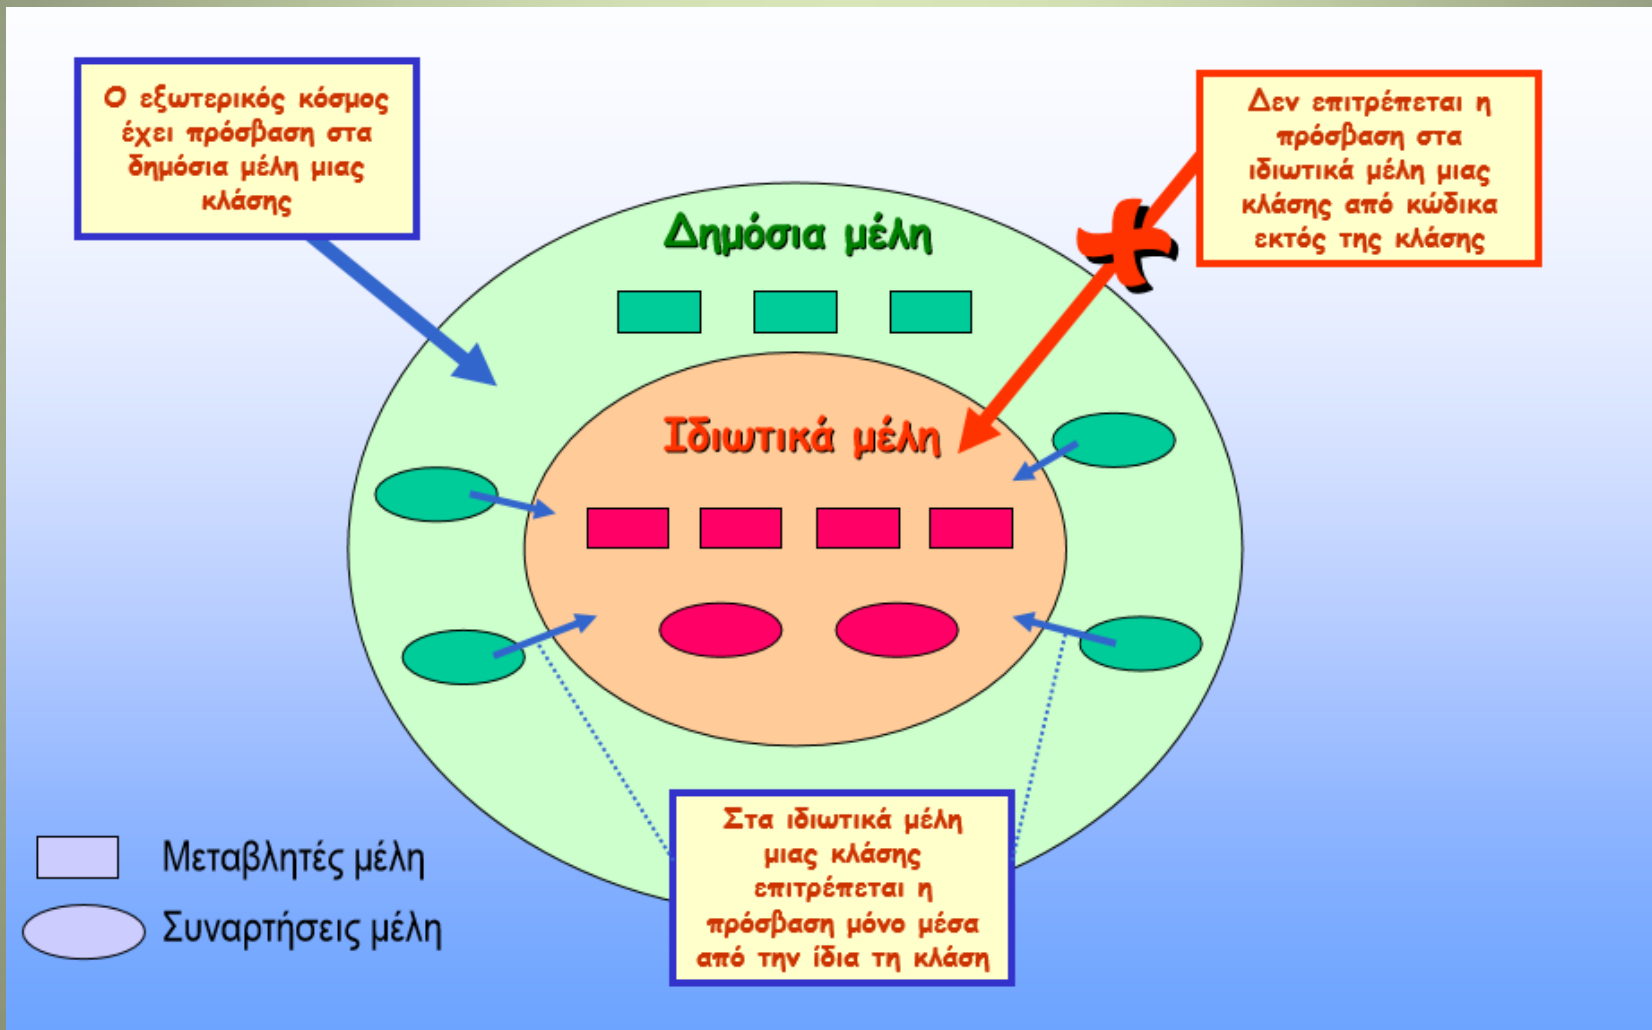 Ο εξωτερικός κόσμος
έχει πρόσβαση στα
δημόσια μέλη μιας
κλάσης
Δεν επιτρέπεται η
πρόσβαση στα
ιδιωτικά μέλη μιας
κλάσης από κώδικα
εκτός της κλάσης
Δημόσια μέλη
Ιδιωτικά μέλη
Στα ιδιωτικά μέλη
μιας κλάσης
επιτρέπεται η
πρόσβαση μόνο μέσα
από την ίδια τη κλάση
Μεταβλητές μέλη
Συναρτήσεις μέλη